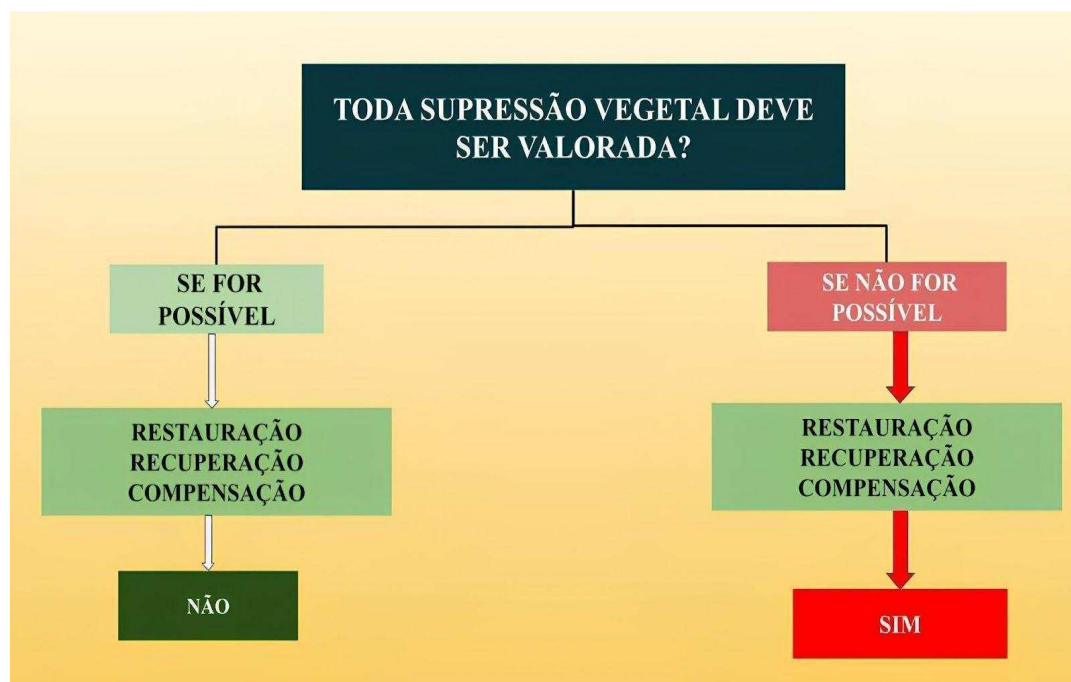 TODA SUPRESSÃO VEGETAL DEVE
SER VALORADA?
SE FOR
POSSÍVEL
RESTAURAÇÃO
RECUPERAÇÃO
COMPENSAÇÃO
NÃO
SE NÃO FOR
POSSÍVEL
RESTAURAÇÃO
RECUPERAÇÃO
COMPENSAÇÃO
SIM